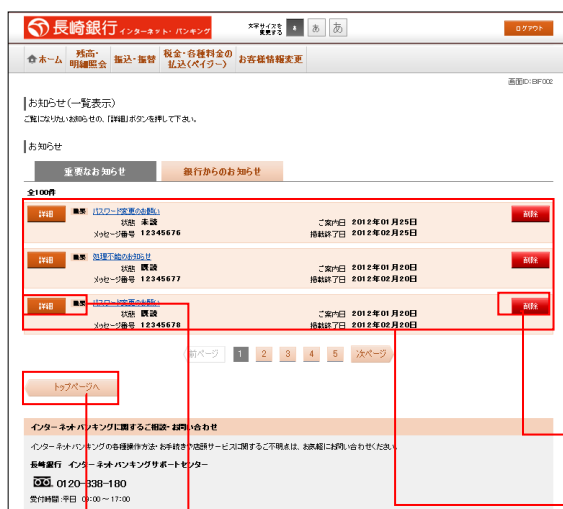 長崎銀行 インターネット・バンキング
文字サイズを変更する あ あ あ
ログアウト
ホーム 残高・明細照会 振込・振替 税金・各種料金の払込(ペイジー) お客様情報変更
画面ID:BIF002
お知らせ(一覧表示)
ご覧になりたいお知らせの、「詳細」ボタンを押して下さい。
お知らせ
重要なお知らせ 銀行からのお知らせ
全100件
詳細 重要 パスワード変更のお願い 削除
状態 未読 ご案内日 2012年01月25日
メッセージ番号 12345676 掲載終了日 2012年02月25日
詳細 重要 処理不能のお知らせ 削除
状態 既読 ご案内日 2012年01月20日
メッセージ番号 12345677 掲載終了日 2012年02月20日
詳細 重要 パスワード変更のお願い 削除
状態 既読 ご案内日 2012年01月20日
メッセージ番号 12345678 掲載終了日 2012年02月20日
前ページ 1 2 3 4 5 次ページ
トップページへ
インターネットバンキングに関するご相談・お問い合わせ
インターネットバンキングの各種操作方法・お手続きや店頭サービスに関するご不明点は、お気軽にお問い合わせください。
長崎銀行 インターネットバンキングサポートセンター
0120-838-180
受付時間:平日 09:00～17:00